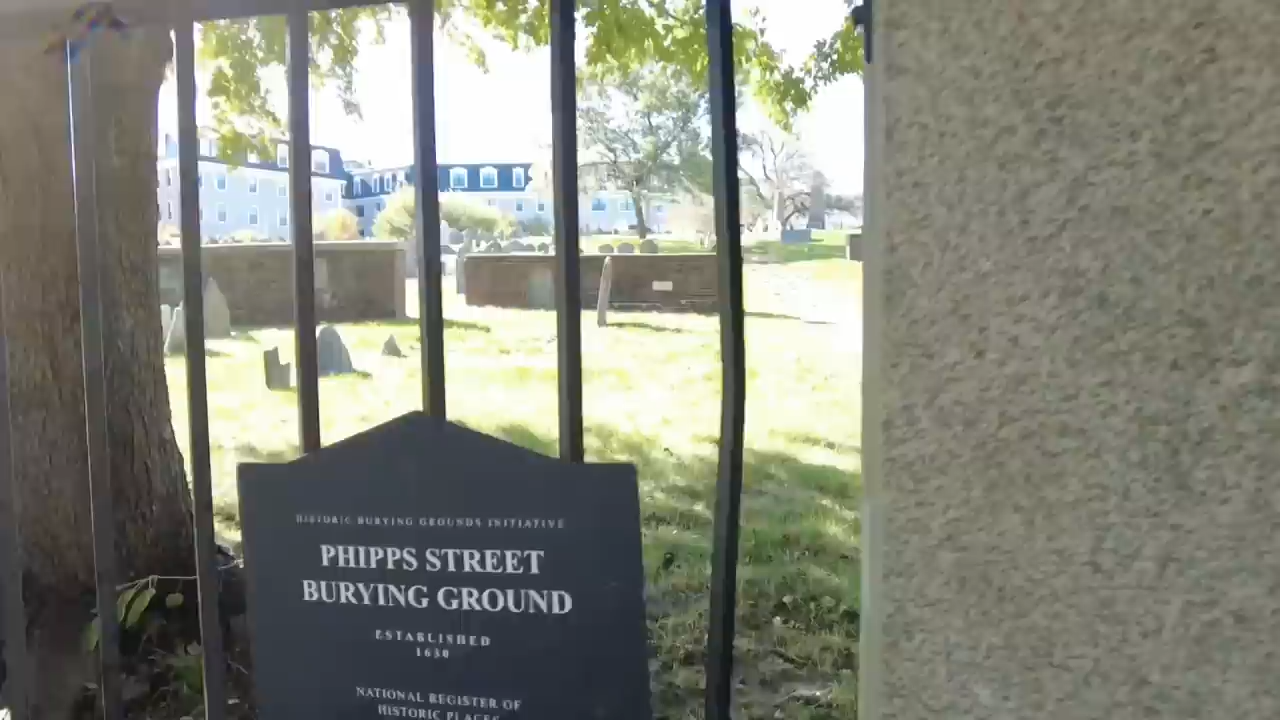 HISTORIC BURYING GROUNDS INITIATIVE
PHIPPS STREET
BURYING GROUND
ESTABLISHED
1630
NATIONAL REGISTER OF
HISTORIC PLACES